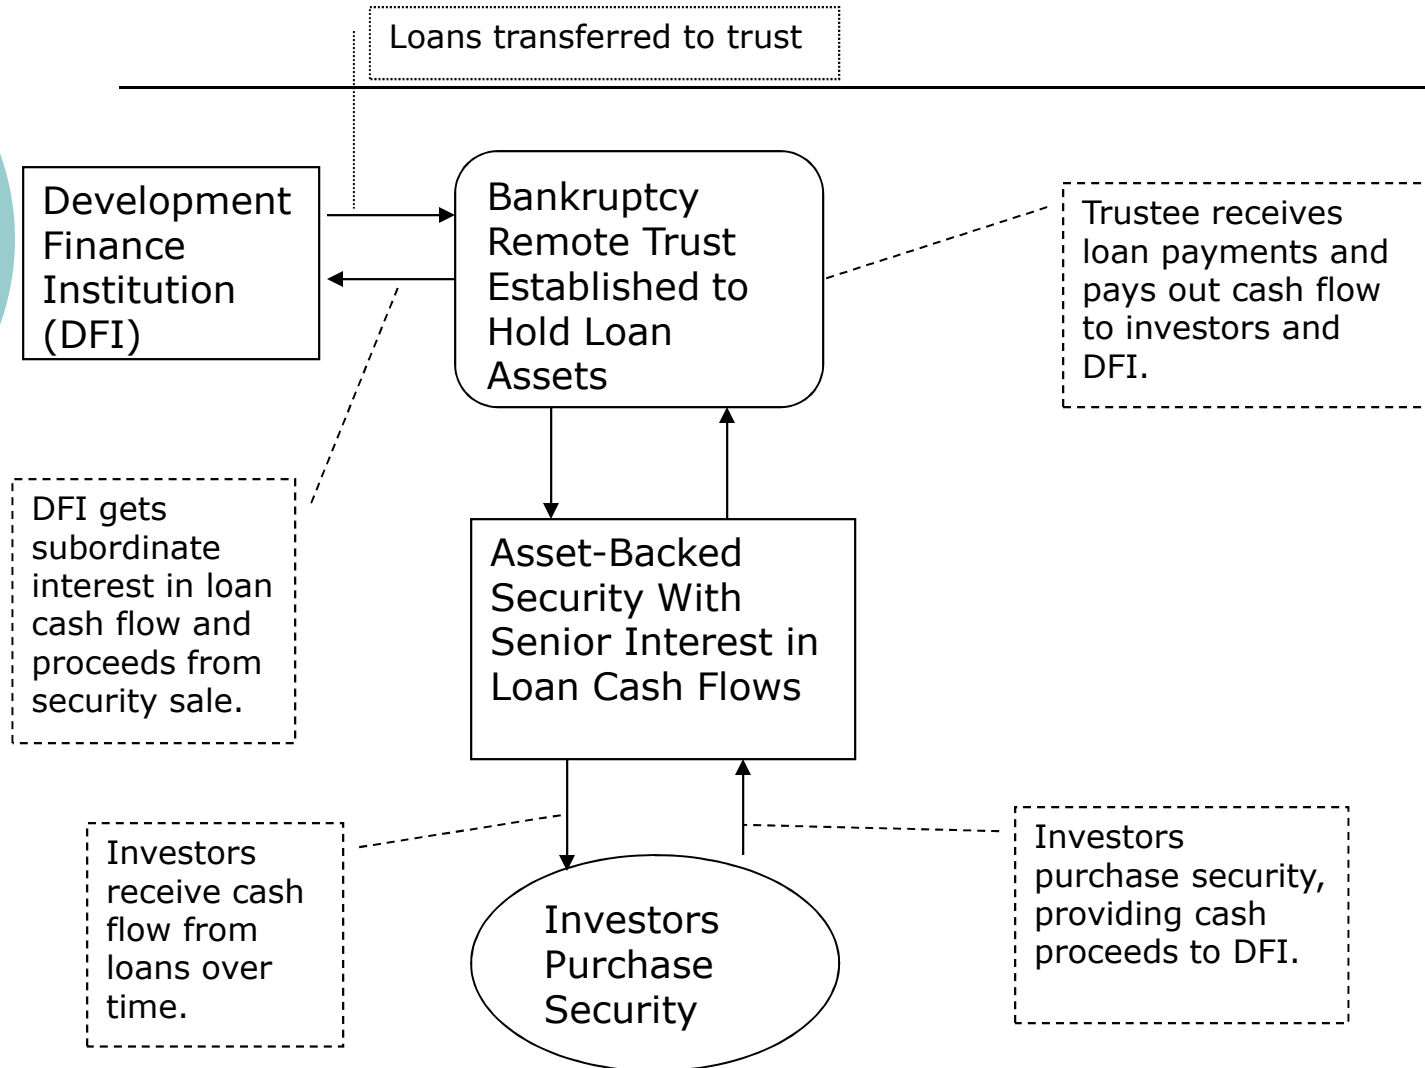 Loans transferred to trust
Development
Finance
Institution
(DFI)
Bankruptcy
Remote Trust
Established to
Hold Loan
Assets
Trustee receives
loan payments and
pays out cash flow
to investors and
DFI.
DFI gets
subordinate
interest in loan
cash flow and
proceeds from
security sale.
Asset-Backed
Security With
Senior Interest in
Loan Cash Flows
Investors
receive cash
flow from
loans over
time.
Investors
Purchase
Security
Investors
purchase security,
providing cash
proceeds to DFI.